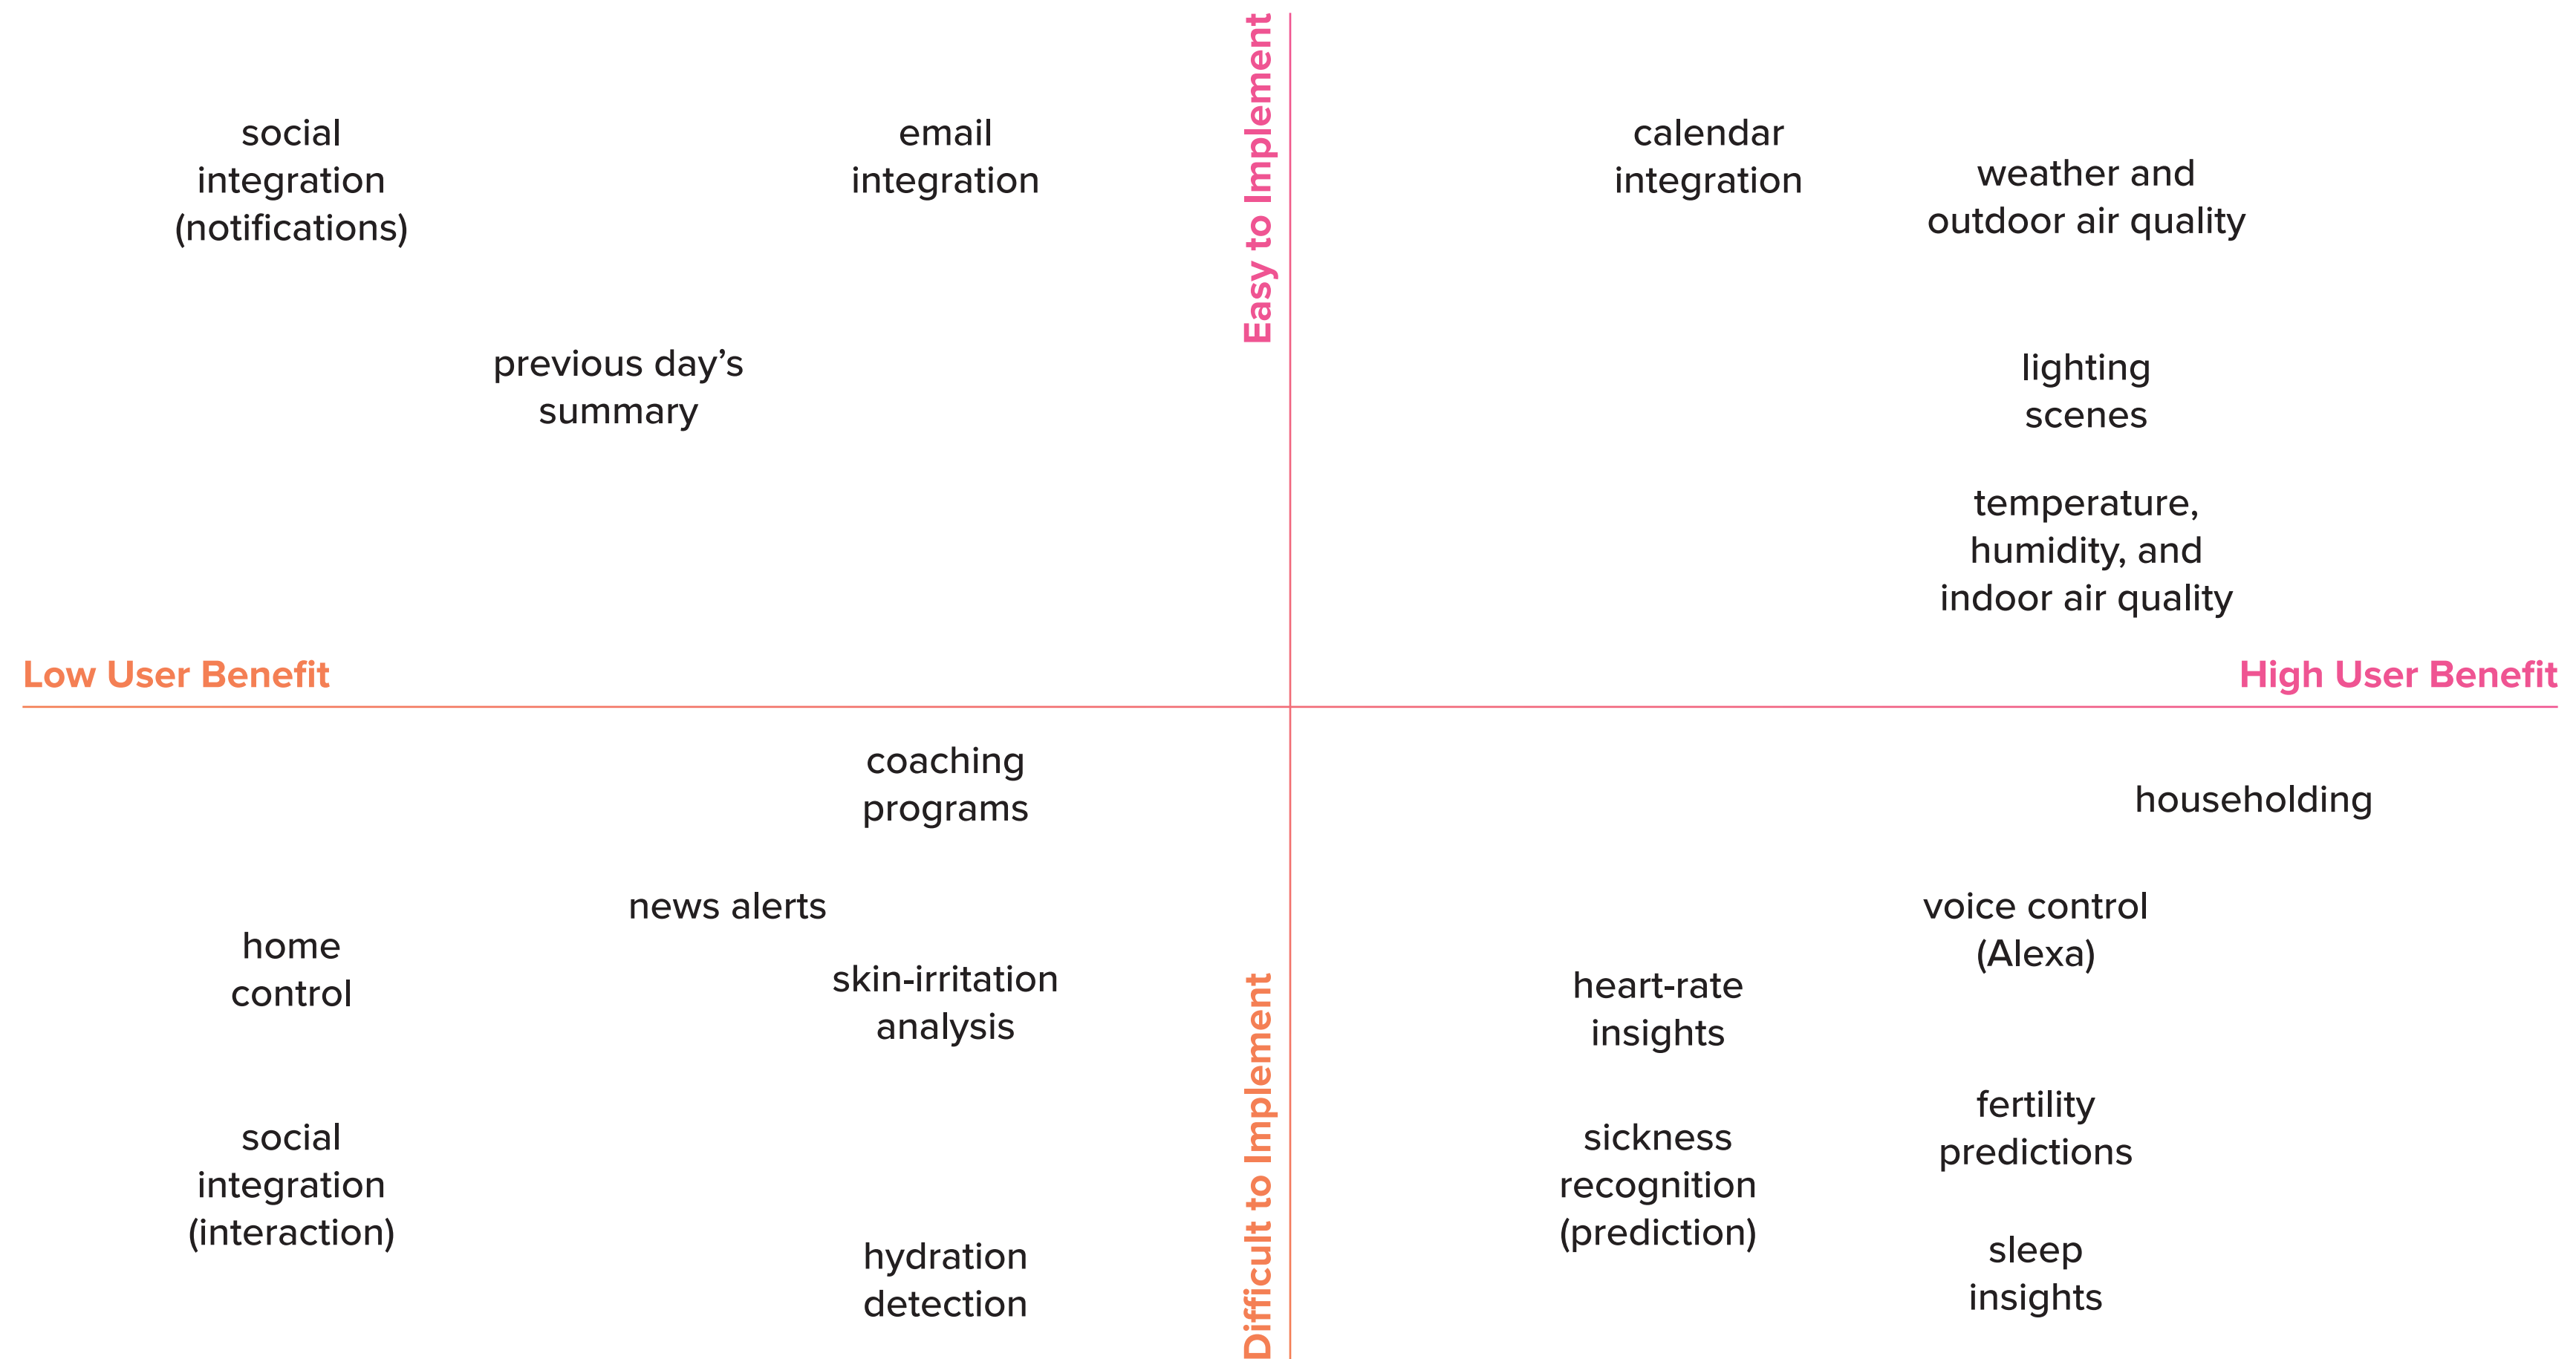 Easy to Implement
social
integration
(notifications)
email
integration
calendar
integration
weather and
outdoor air quality
previous day’s
summary
lighting
scenes
temperature,
humidity, and
indoor air quality
Low User Benefit
High User Benefit
coaching
programs
householding
news alerts
voice control
(Alexa)
home
control
skin-irritation
analysis
heart-rate
insights
Difficult to Implement
social
integration
(interaction)
sickness
recognition
(prediction)
fertility
predictions
hydration
detection
sleep
insights